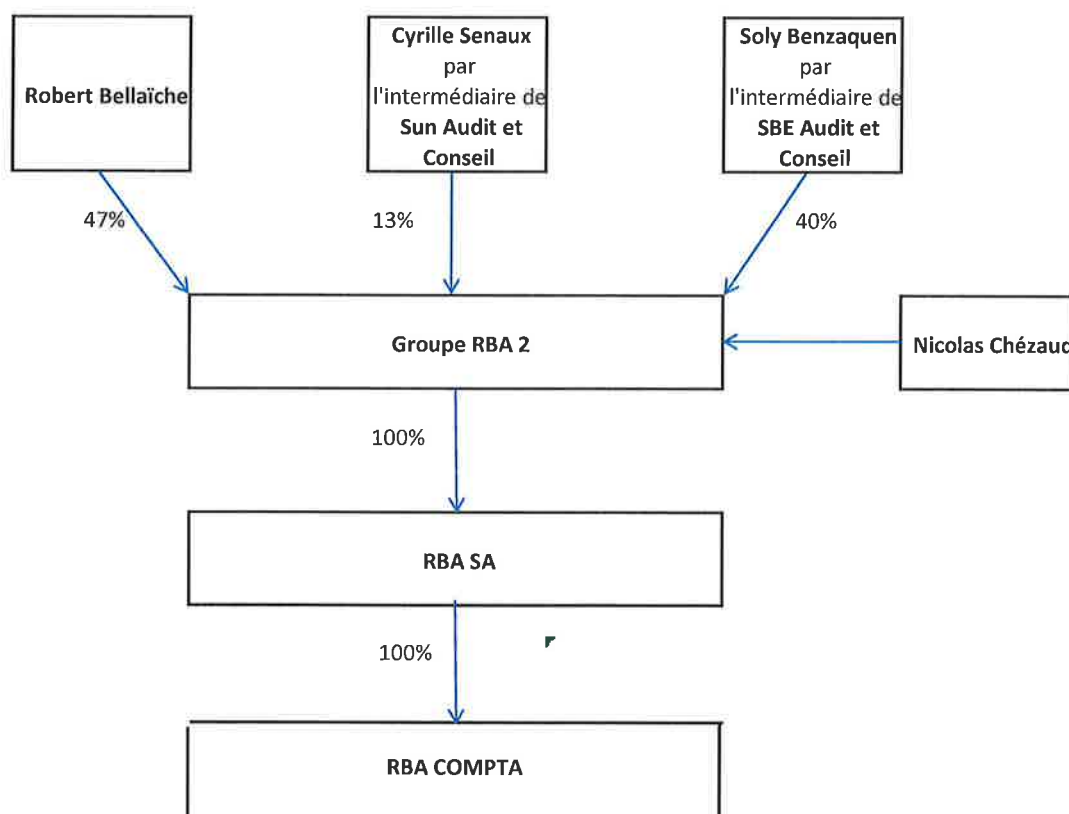 Robert Bellaïche
Cyrille Senaux
par
l'intermédiaire de
Sun Audit et
Conseil
Soly Benzaquen
par
l'intermédiaire de
SBE Audit et
Conseil
47%
13%
40%
Groupe RBA 2
Nicolas Chézaud
100%
RBA SA
100%
RBA COMPTA